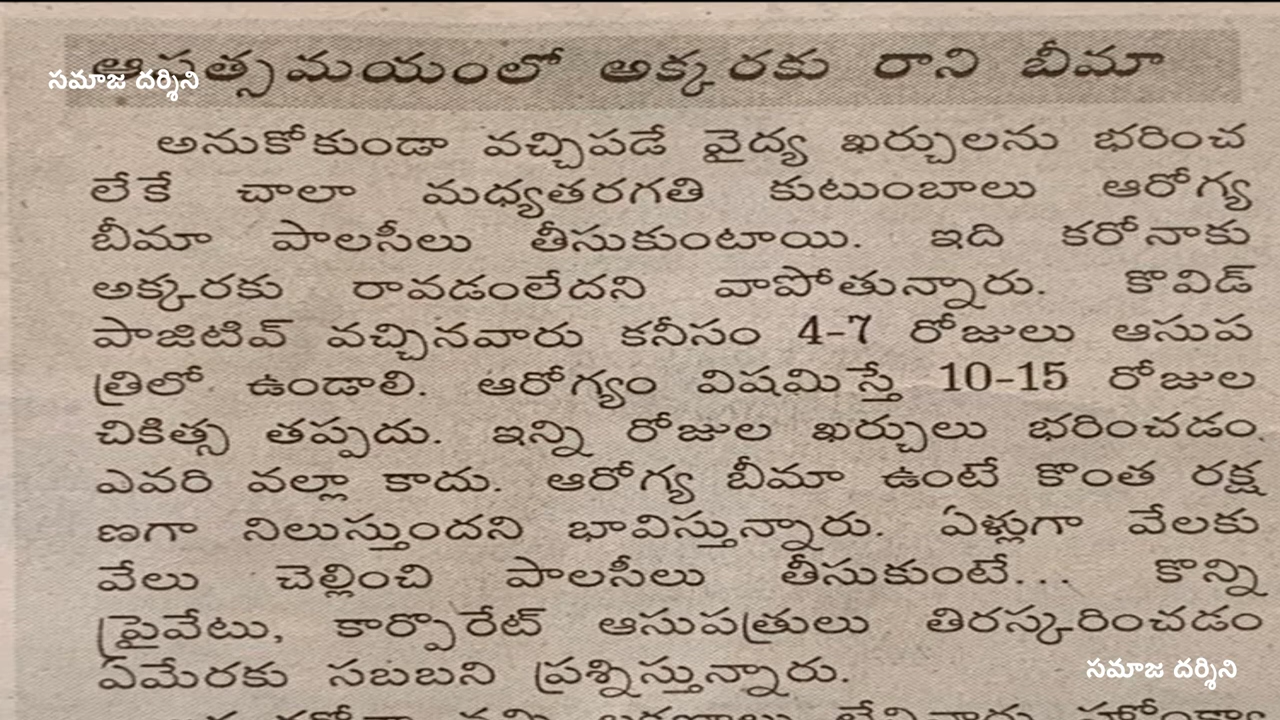 ఆపత్సమయంలో అక్కరకు రాని బీమా
సమాజ దర్శిని
అనుకోకుండా వచ్చిపడే వైద్య ఖర్చులను భరించ
లేకే చాలా మధ్యతరగతి కుటుంబాలు ఆరోగ్య
బీమా పాలసీలు తీసుకుంటాయి. ఇది కరోనాకు
అక్కరకు రావడంలేదని వాపోతున్నారు. కొవిడ్
పాజిటివ్ వచ్చినవారు కనీసం 4-7 రోజులు ఆసుప
త్రిలో ఉండాలి. ఆరోగ్యం విషమిస్తే 10-15 రోజుల
చికిత్స తప్పదు. ఇన్ని రోజుల ఖర్చులు భరించడం.
ఎవరి వల్లా కాదు. ఆరోగ్య బీమా ఉంటే కొంత రక్ష
ణగా నిలుస్తుందని భావిస్తున్నారు. ఏళ్లుగా వేలకు
వేలు చెల్లించి పాలసీలు తీసుకుంటే... కొన్ని
ప్రైవేటు, కార్పొరేట్ ఆసుపత్రులు తిరస్కరించడం
ఏమేరకు సబబని ప్రశ్నిస్తున్నారు.
సమాజ దర్శిని